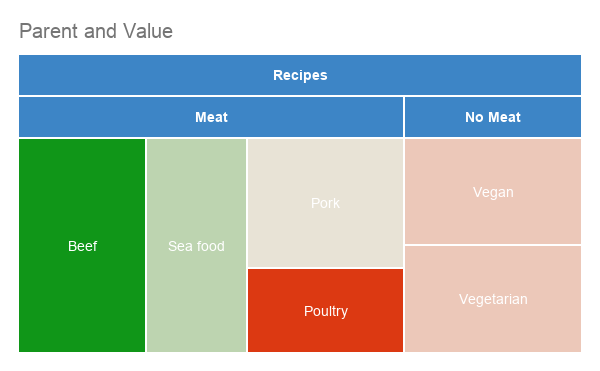 Parent and Value
Recipes
Meat
No Meat
Beef
Sea food
Pork
Poultry
Vegan
Vegetarian